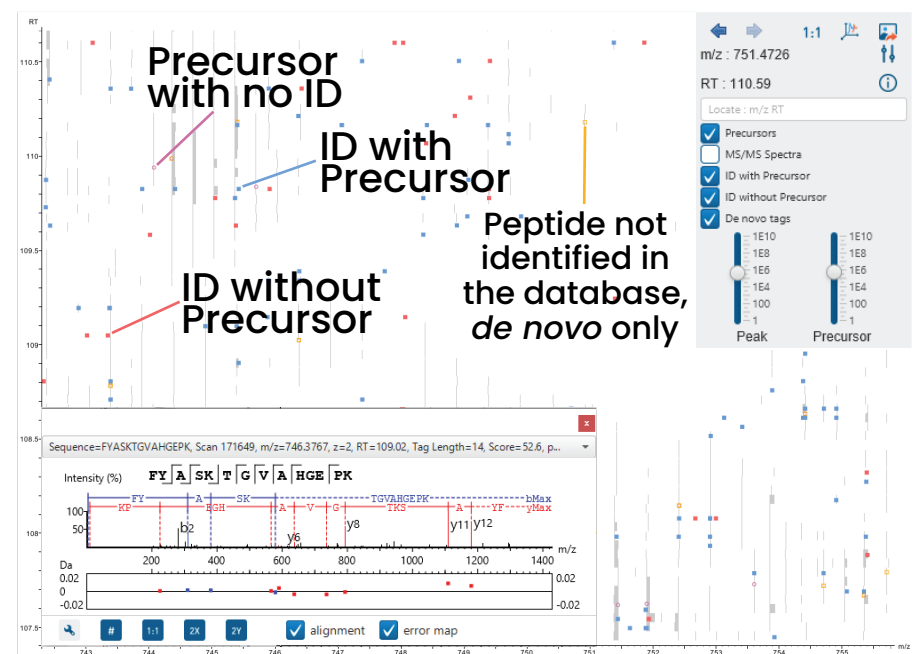 RT
110.5
110
109.5
109
108.5
108
107.5
Precursor
with no ID
ID with
Precursor
ID without
Precursor
Peptide not
identified in
the database,
de novo only
1:1
m/z : 751.4726
RT : 110.59
Locate : m/z RT
Precursors
MS/MS Spectra
ID with Precursor
ID without Precursor
De novo tags
1E10 1E10
1E8 1E8
1E6 1E6
1E4 1E4
100 100
1 1
Peak Precursor
x
Sequence=FYASKTGVAHGEPK, Scan 171649, m/z=746.3767, z=2, RT=109.02, Tag Length=14, Score=52.6, p...
Intensity (%) FY A SK T G V A HGE PK
FY A SK TGVAHGEPK bMax
KP EGH A V G TKS A YF yMax
100
50
b2 y6 y8 y11 y12
m/z
200 400 600 800 1000 1200 1400
Da
0.02 0.02
0 0
-0.02 -0.02
# 1:1 2X 2Y alignment error map
743 744 745 746 747 748 749 750 751 752 753 754 755 m/z